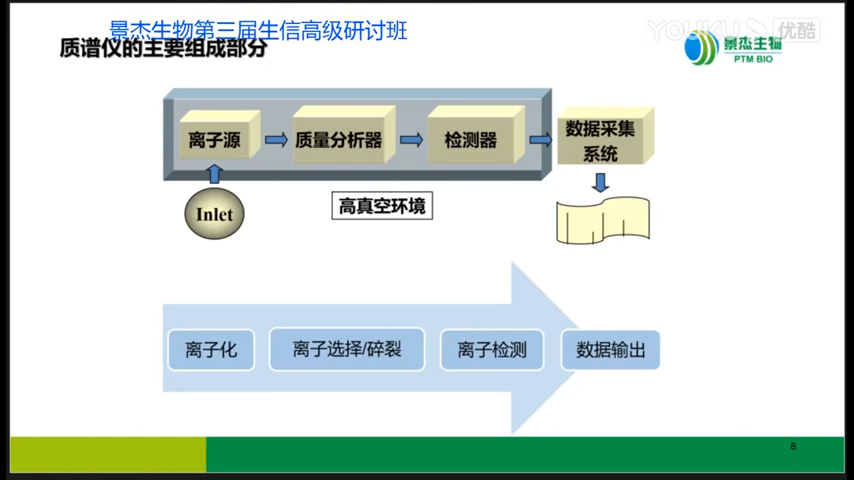 景杰生物第三届生信高级研讨班
质谱仪的主要组成部分
YOUKU 优酷
景杰生物
PTM BIO
离子源
质量分析器
检测器
数据采集
系统
Inlet
高真空环境
离子化
离子选择/碎裂
离子检测
数据输出
8